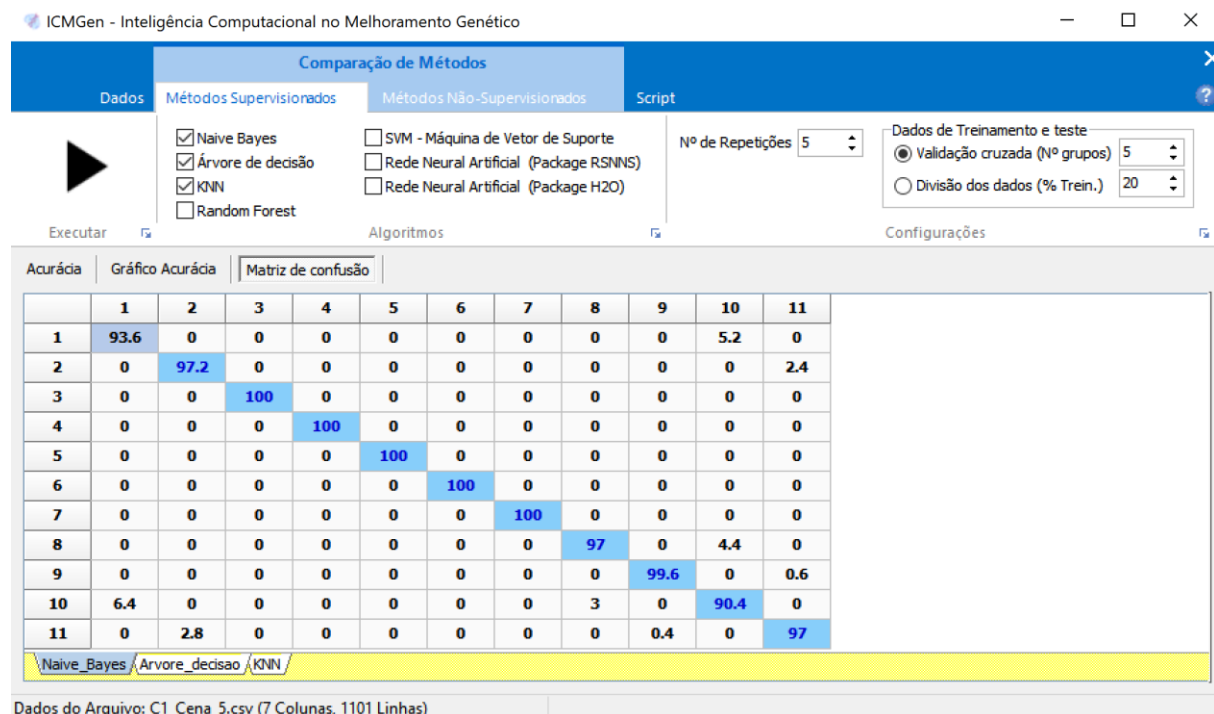 ICMGen - Inteligência Computacional no Melhoramento Genético
Comparação de Métodos
Dados Métodos Supervisionados Métodos Não-Supervisionados Script
Naive Bayes
Árvore de decisão
KNN
Random Forest
SVM - Máquina de Vetor de Suporte
Rede Neural Artificial (Package RSNNS)
Rede Neural Artificial (Package H2O)
Nº de Repetições 5
Dados de Treinamento e teste
Validação cruzada (Nº grupos) 5
Divisão dos dados (% Trein.) 20
Executar Algoritmos Configurações
Acurácia Gráfico Acurácia Matriz de confusão
1 2 3 4 5 6 7 8 9 10 11
1 93.6 0 0 0 0 0 0 0 0 5.2 0
2 0 97.2 0 0 0 0 0 0 0 0 2.4
3 0 0 100 0 0 0 0 0 0 0 0
4 0 0 0 100 0 0 0 0 0 0 0
5 0 0 0 0 100 0 0 0 0 0 0
6 0 0 0 0 0 100 0 0 0 0 0
7 0 0 0 0 0 0 100 0 0 0 0
8 0 0 0 0 0 0 0 97 0 4.4 0
9 0 0 0 0 0 0 0 0 99.6 0 0.6
10 6.4 0 0 0 0 0 0 3 0 90.4 0
11 0 2.8 0 0 0 0 0 0 0.4 0 97
Naive_Bayes Arvore_decisao KNN
Dados do Arquivo: C1_Cena_5.csv (7 Colunas, 1101 Linhas)